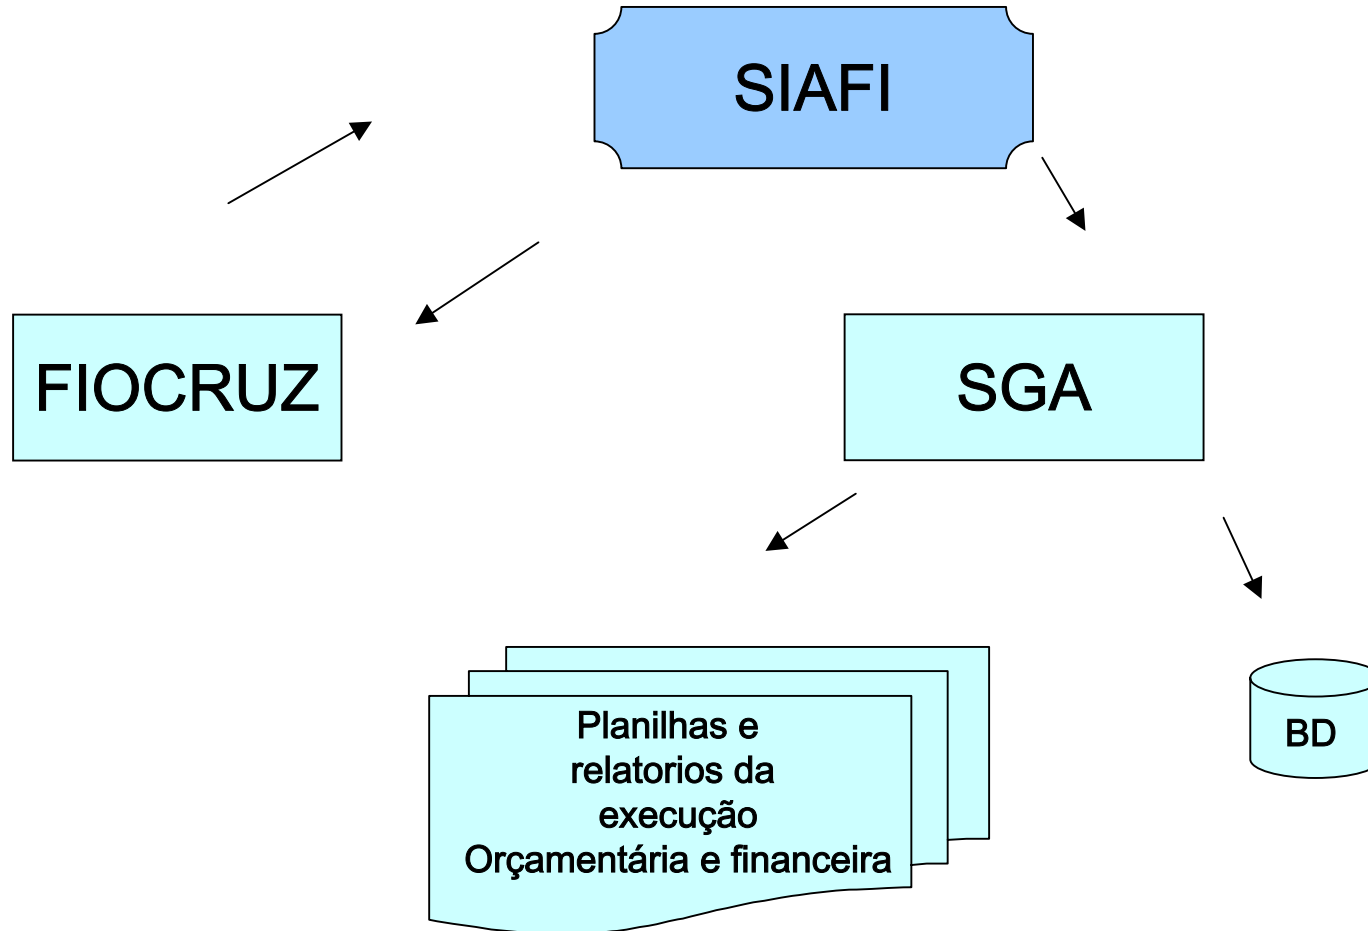 SIAFI
FIOCRUZ
SGA
Planilhas e
relatorios da
execução
Orçamentária e financeira
BD